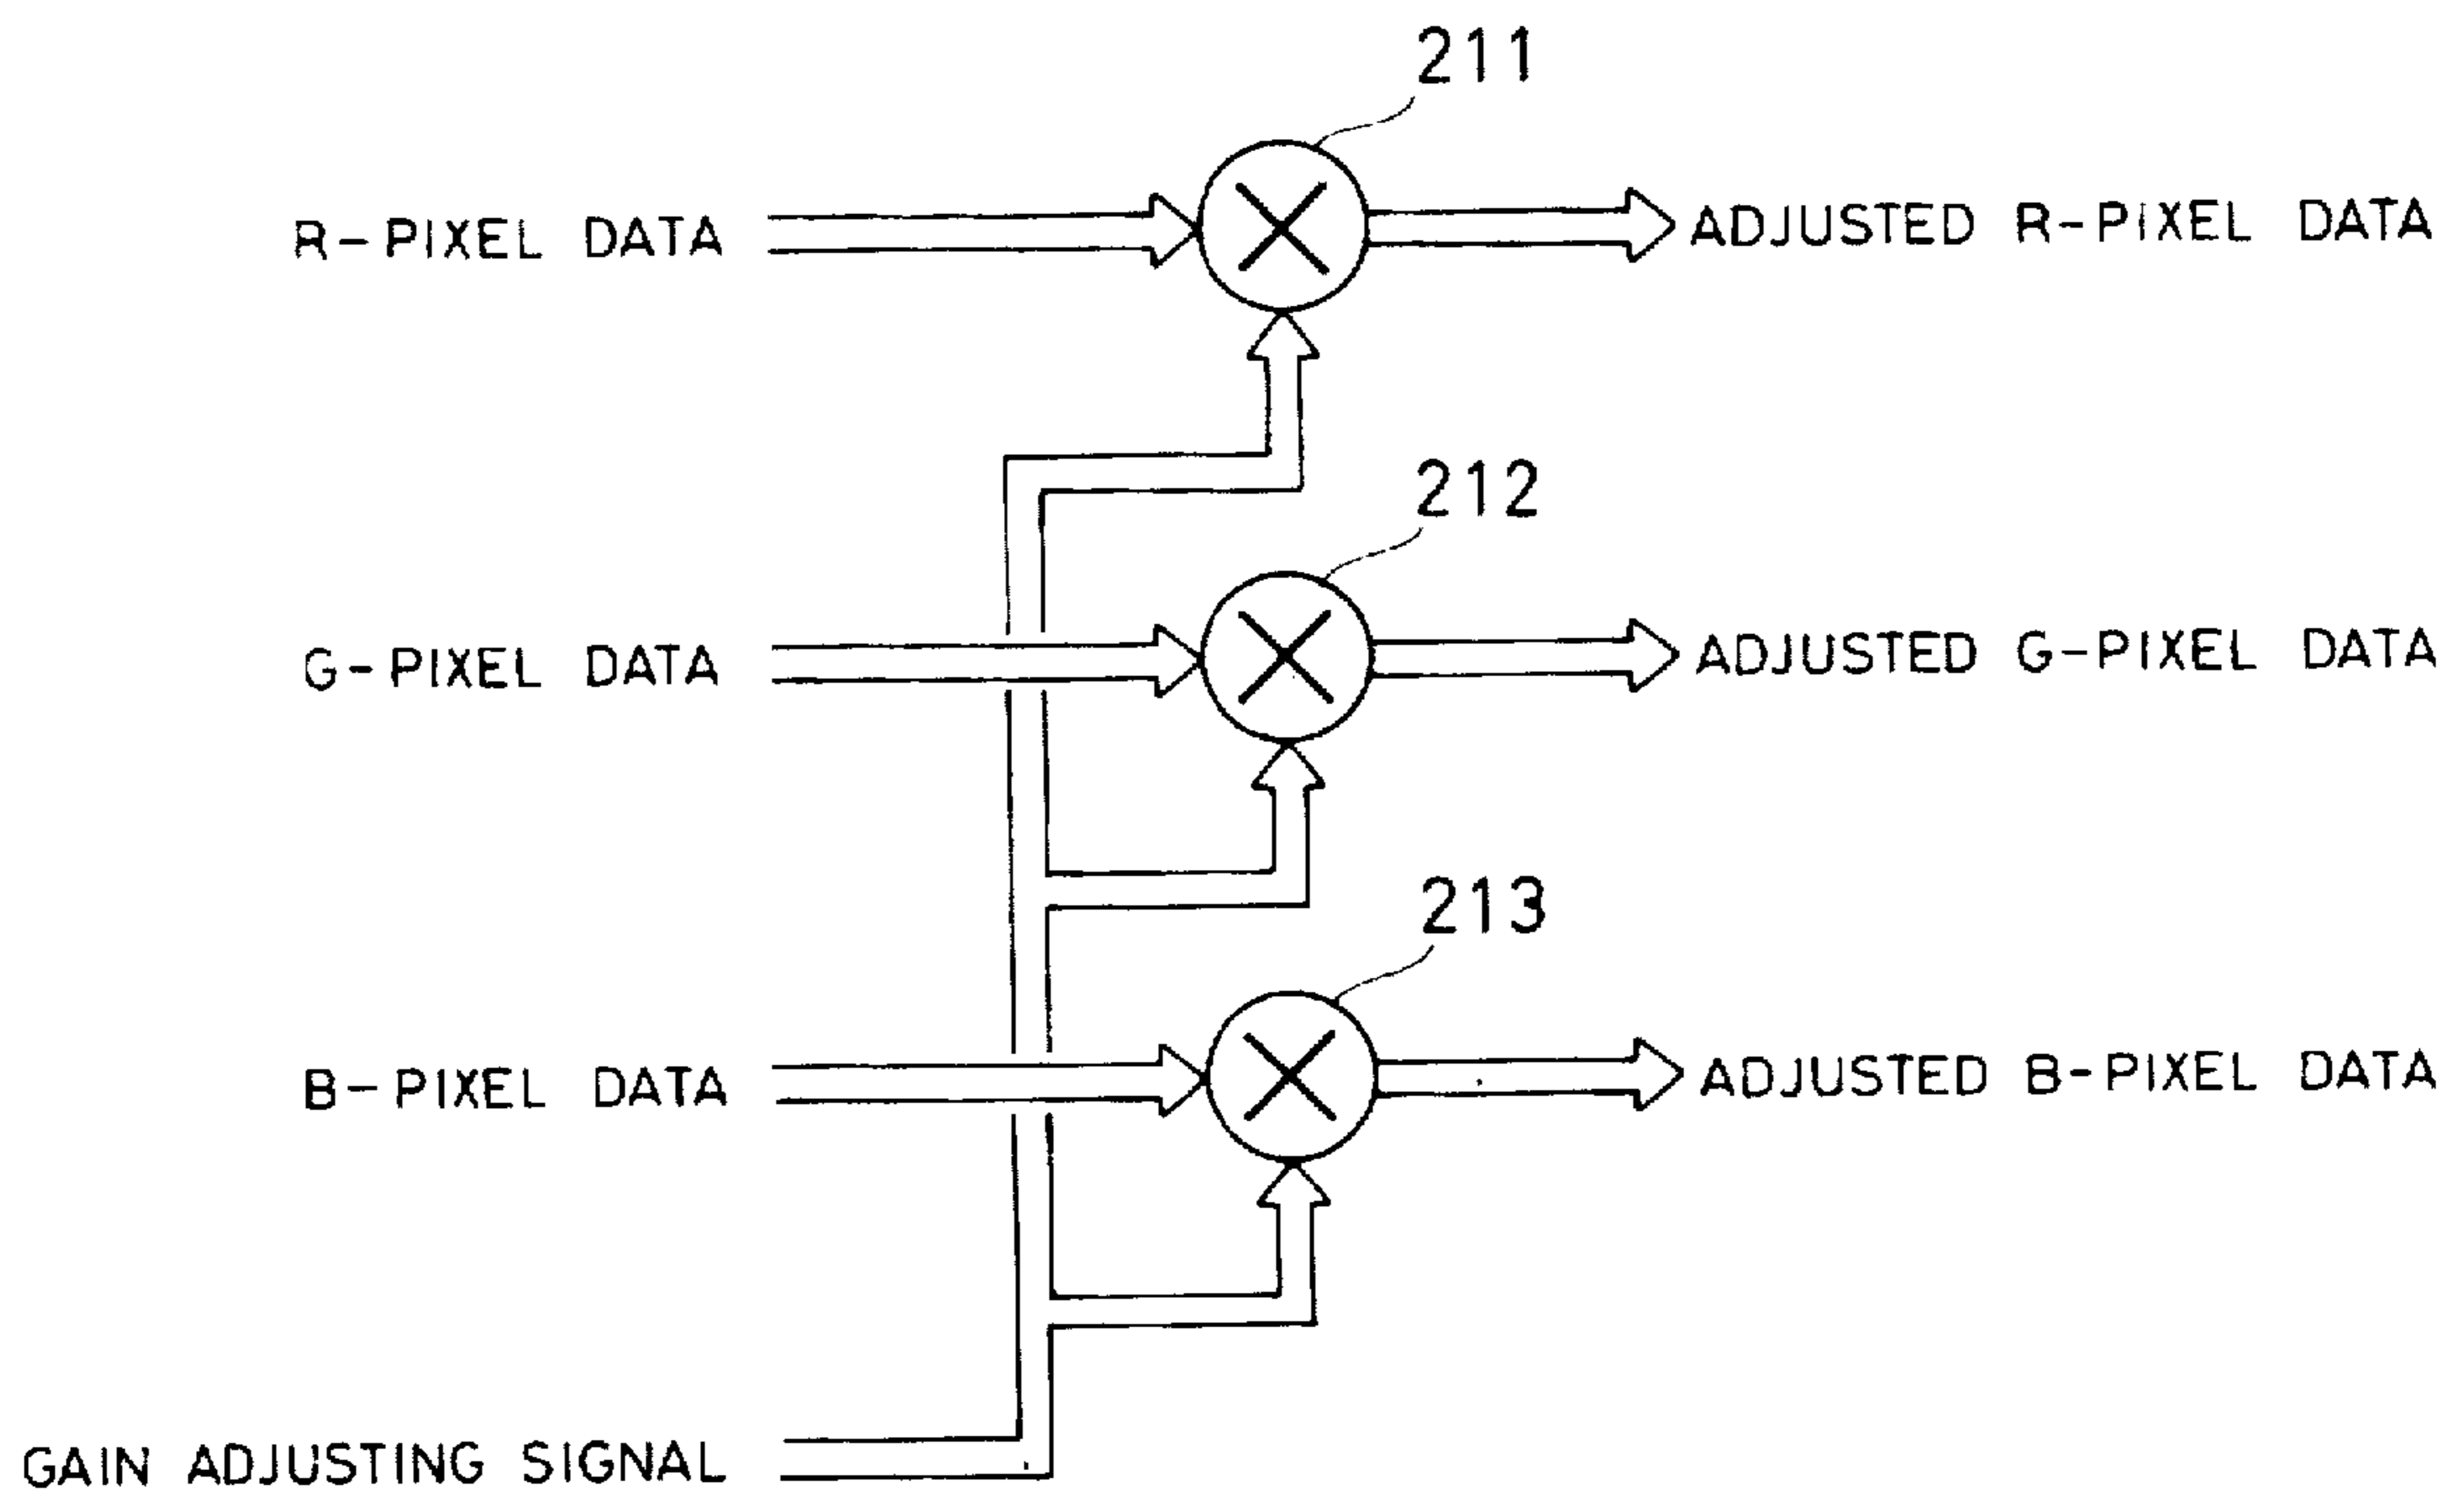 211
R-PIXEL DATA
ADJUSTED R-PIXEL DATA
212
G-PIXEL DATA
ADJUSTED G-PIXEL DATA
213
B-PIXEL DATA
ADJUSTED B-PIXEL DATA
GAIN ADJUSTING SIGNAL